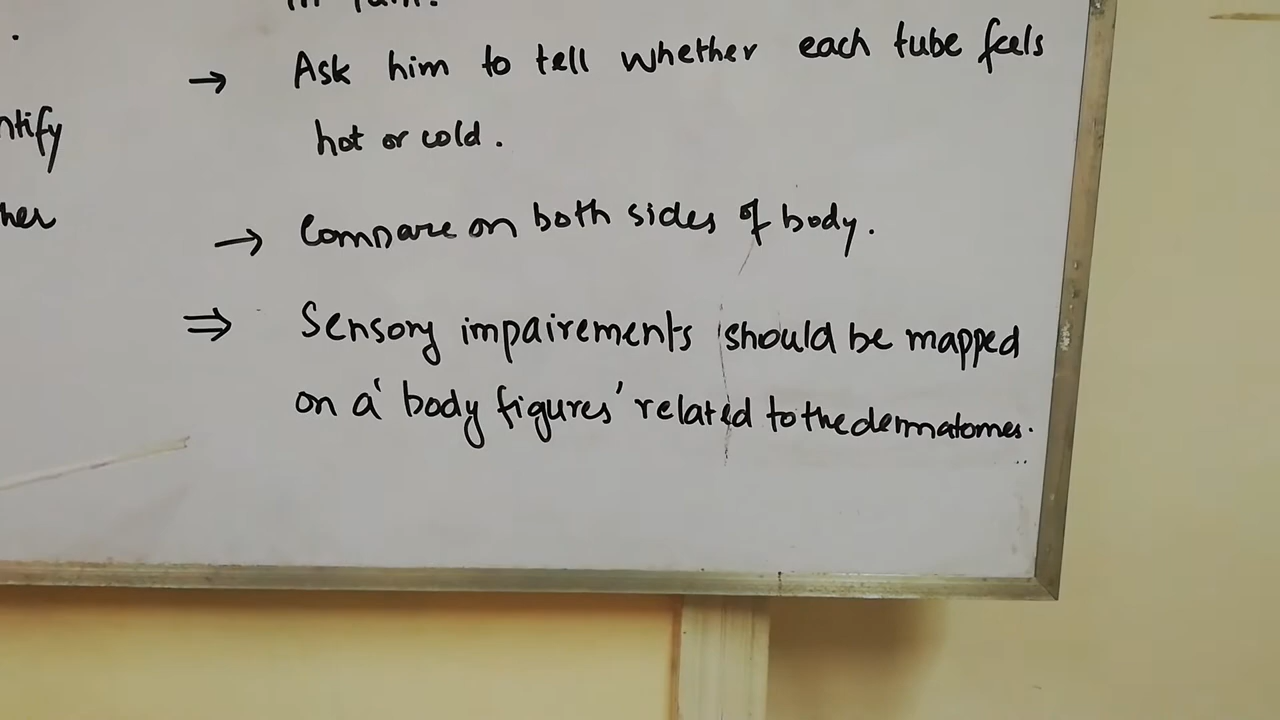 → Ask him to tell whether each tube feels
hot or cold.
→ Compare on both sides of body.
⇒ Sensory impairements should be mapped
on a 'body figures' related to the dermatomes.